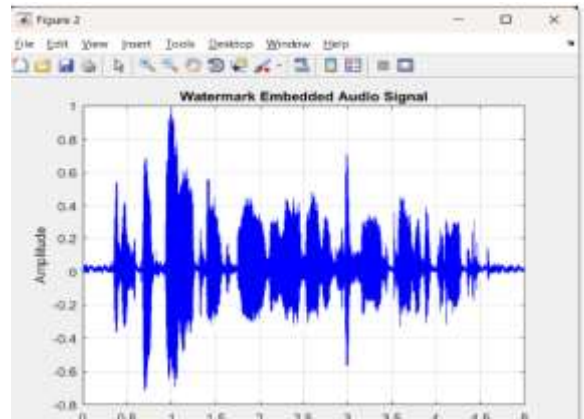 Figure 2
File Edit View Insert Tools Desktop Window Help
Watermark Embedded Audio Signal
1
0.8
0.6
0.4
0.2
0
-0.2
-0.4
-0.6
-0.8
Amplitude
0 0.5 1 1.5 2 2.5 3 3.5 4 4.5 5